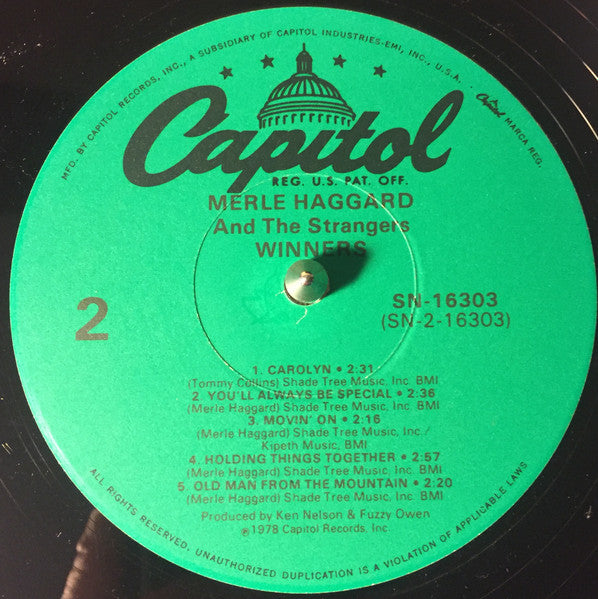 MFD. BY CAPITOL RECORDS, INC., A SUBSIDIARY OF CAPITOL INDUSTRIES-EMI, INC., U.S.A. · Capitol MARCA REG.
Capitol
REG. U.S. PAT. OFF.
MERLE HAGGARD
And The Strangers
WINNERS
2
SN-16303
(SN-2-16303)
1. CAROLYN • 2:31
(Tommy Collins) Shade Tree Music, Inc. BMI
2. YOU'LL ALWAYS BE SPECIAL • 2:36
(Merle Haggard) Shade Tree Music, Inc. BMI
3. MOVIN' ON • 2:16
(Merle Haggard) Shade Tree Music, Inc./
Kipeth Music, BMI
4. HOLDING THINGS TOGETHER • 2:57
(Merle Haggard) Shade Tree Music, Inc. BMI
5. OLD MAN FROM THE MOUNTAIN • 2:20
(Merle Haggard) Shade Tree Music, Inc. BMI
Produced by Ken Nelson & Fuzzy Owen
℗1978 Capitol Records, Inc.
ALL RIGHTS RESERVED. UNAUTHORIZED DUPLICATION IS A VIOLATION OF APPLICABLE LAWS